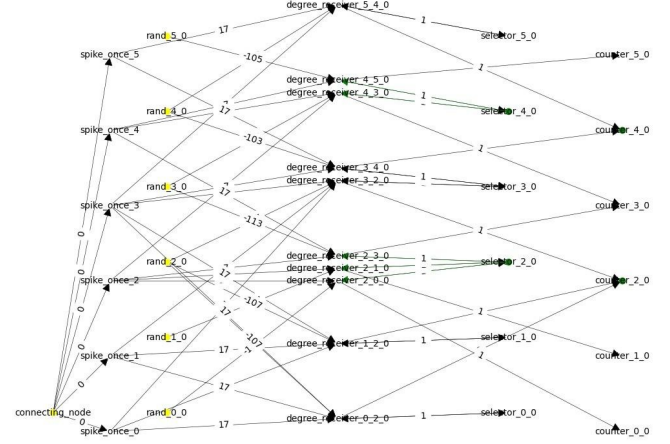 degree_receiver_5_4_0
17
1
rand_5_0
selector_5_0
spike_once_5
-105
counter_5_0
1
degree_receiver_4_5_0
degree_receiver_4_3_0
1
17
rand_4_0
selector_4_0
spike_once_4
counter_4_0
-103
1
degree_receiver_3_4_0
degree_receiver_3_2_0
1
rand_3_0
17
selector_3_0
spike_once_3
counter_3_0
-113
1
0
degree_receiver_2_3_0
1
rand_2_0
degree_receiver_2_1_0
selector_2_0
0
17
spike_once_2
degree_receiver_2_0_0
counter_2_0
0
-107
0
17
1
rand_1_0
selector_1_0
-107
degree_receiver_1_2_0
1
17
spike_once_1
1
counter_1_0
0
17
connecting_node
rand_0_0
degree_receiver_0_2_0
1
selector_0_0
0
17
spike_once_0
counter_0_0